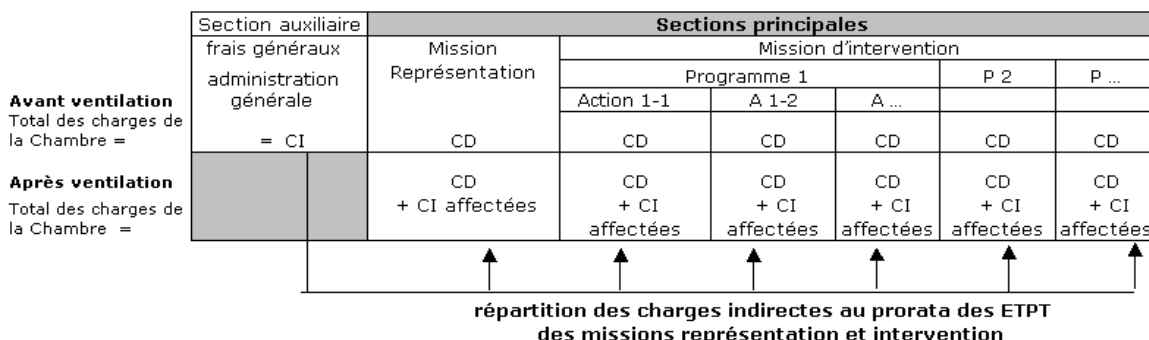 Section auxiliaire Sections principales
frais généraux Mission Mission d'intervention
administration Représentation Programme 1 P 2 P ...
Avant ventilation générale Action 1-1 A 1-2 A ...
Total des charges de
la Chambre = = CI CD CD CD CD CD CD
Après ventilation CD CD CD CD CD CD
Total des charges de + CI affectées + CI + CI + CI + CI + CI
la Chambre = affectées affectées affectées affectées affectées
répartition des charges indirectes au prorata des ETPT
des missions représentation et intervention